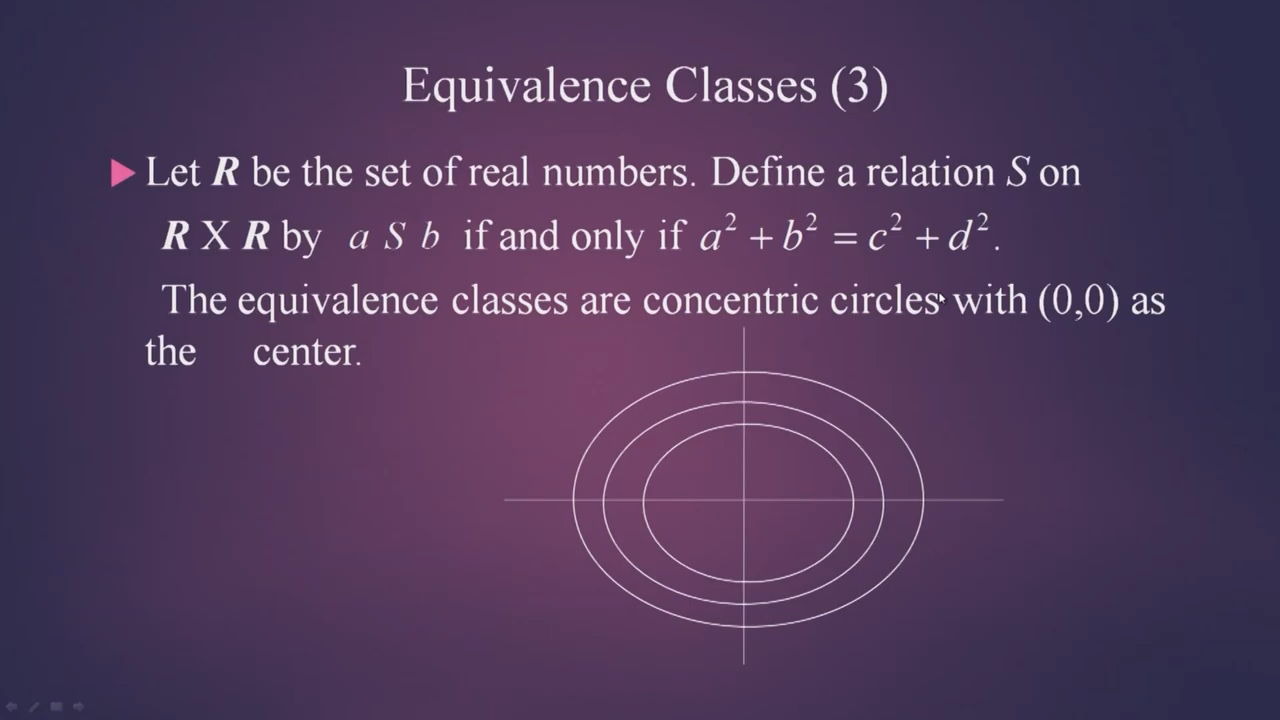 Equivalence Classes (3)
Let R be the set of real numbers. Define a relation S on
R X R by a S b if and only if a² + b² = c² + d².
The equivalence classes are concentric circles with (0,0) as
the center.